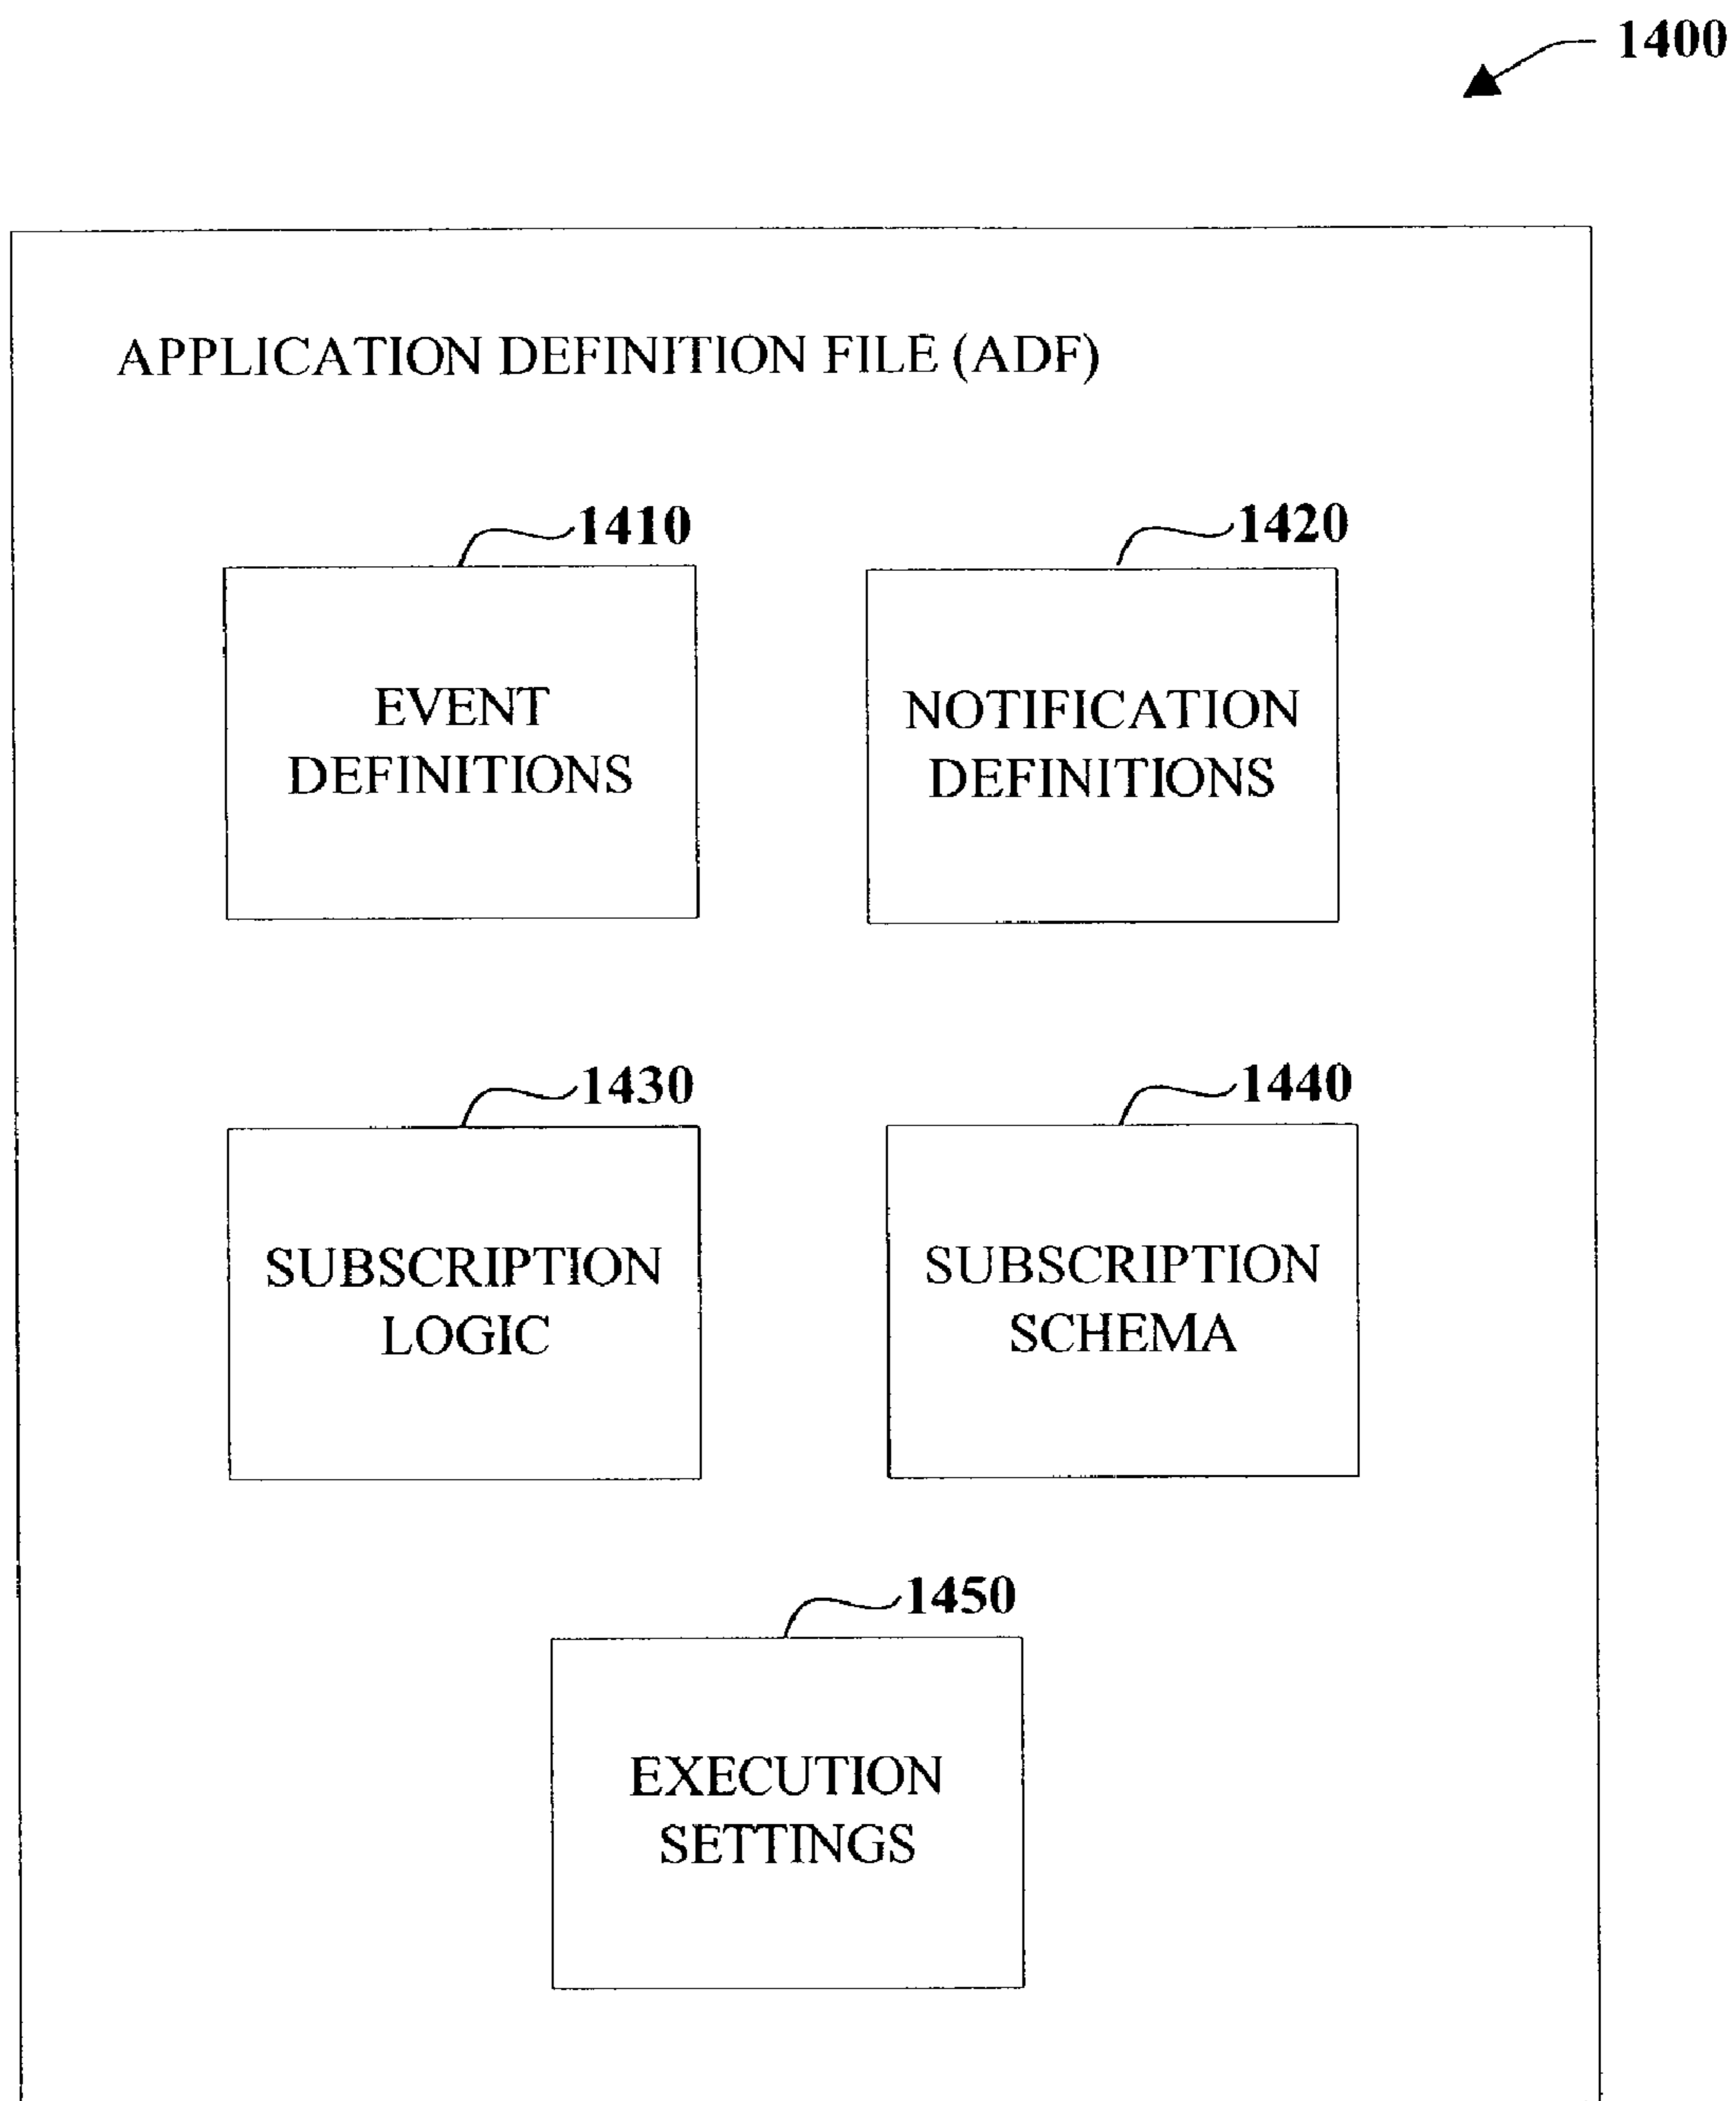 1400
APPLICATION DEFINITION FILE (ADF)
1410
1420
EVENT
DEFINITIONS
NOTIFICATION
DEFINITIONS
1430
1440
SUBSCRIPTION
LOGIC
SUBSCRIPTION
SCHEMA
1450
EXECUTION
SETTINGS